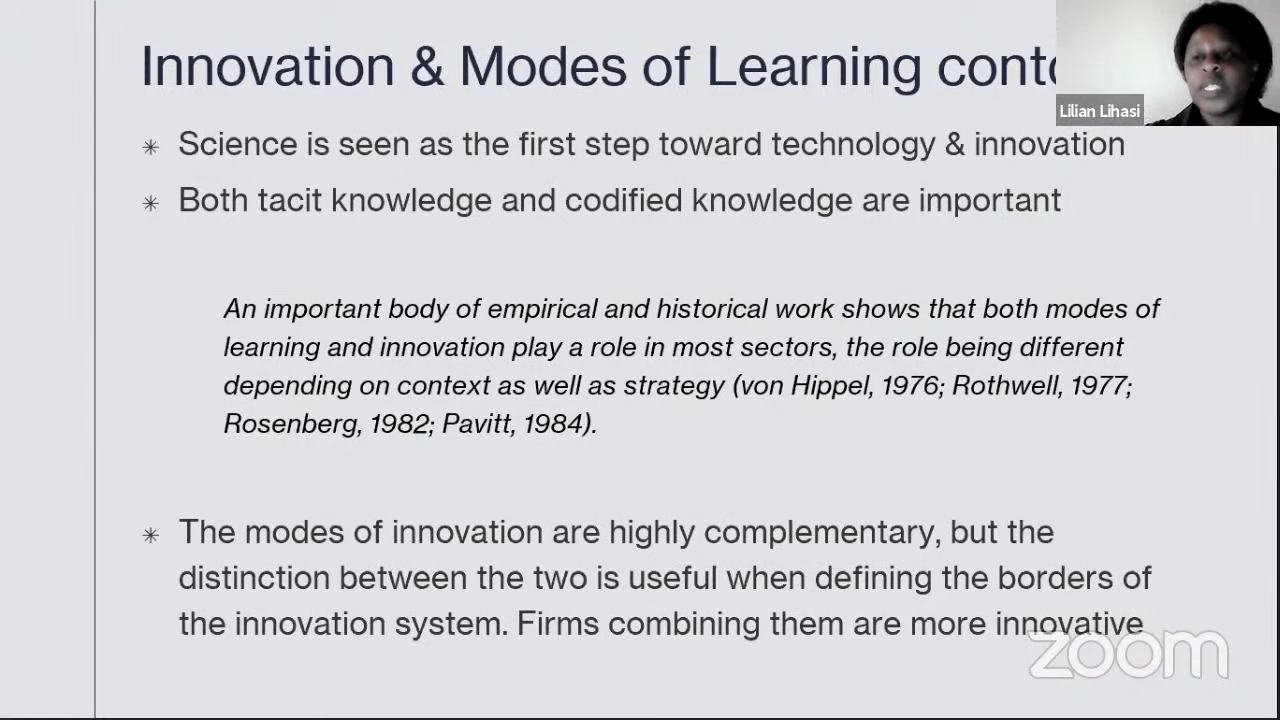 Innovation & Modes of Learning cont
Lilian Lihasi
Science is seen as the first step toward technology & innovation
Both tacit knowledge and codified knowledge are important
An important body of empirical and historical work shows that both modes of
learning and innovation play a role in most sectors, the role being different
depending on context as well as strategy (von Hippel, 1976; Rothwell, 1977;
Rosenberg, 1982; Pavitt, 1984).
The modes of innovation are highly complementary, but the
distinction between the two is useful when defining the borders of
the innovation system. Firms combining them are more innovative
zoom